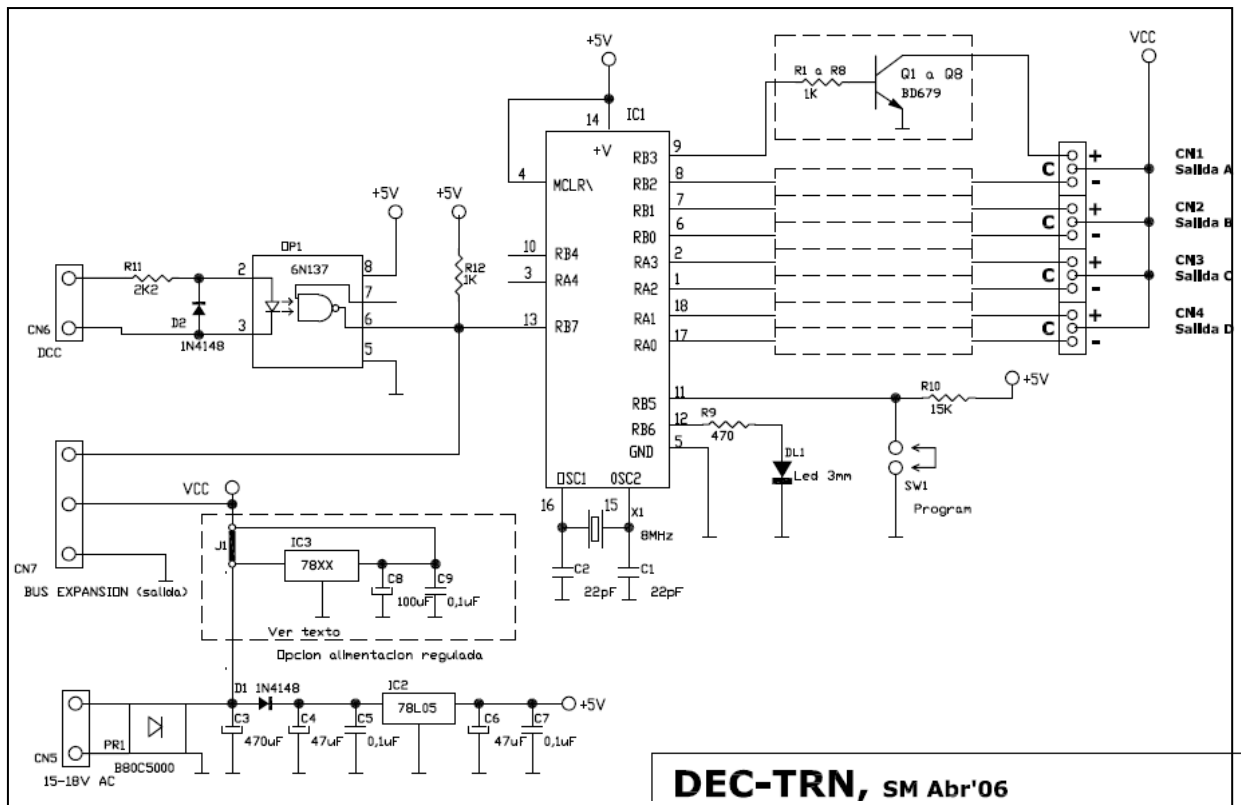 +5V
VCC
R1 a R8
1K
Q1 a Q8
BD679
14
IC1
+V
4
MCLR\
RB3
9
RB2
8
RB1
7
RB0
6
RA3
2
RA2
1
RA1
18
RA0
17
+
C
-
CN1
Salida A
+
C
-
CN2
Salida B
+
C
-
CN3
Salida C
+
C
-
CN4
Salida D
+5V
+5V
OP1
6N137
R11
2K2
2
3
8
7
6
5
D2
1N4148
CN6
DCC
R12
1K
10
RB4
3
RA4
13
RB7
RB5
11
RB6
12
GND
5
R10
15K
+5V
R9
470
DL1
Led 3mm
SW1
Program
OSC1
OSC2
16
15
X1
8MHz
C2
22pF
C1
22pF
CN7
BUS EXPANSION (salida)
VCC
J1
IC3
78XX
C8
100uF
C9
0,1uF
Ver texto
Opcion alimentacion regulada
CN5
15-18V AC
PR1
B80C5000
D1 1N4148
C3
470uF
C4
47uF
C5
0,1uF
IC2
78L05
C6
47uF
C7
0,1uF
+5V
DEC-TRN, SM Abr'06